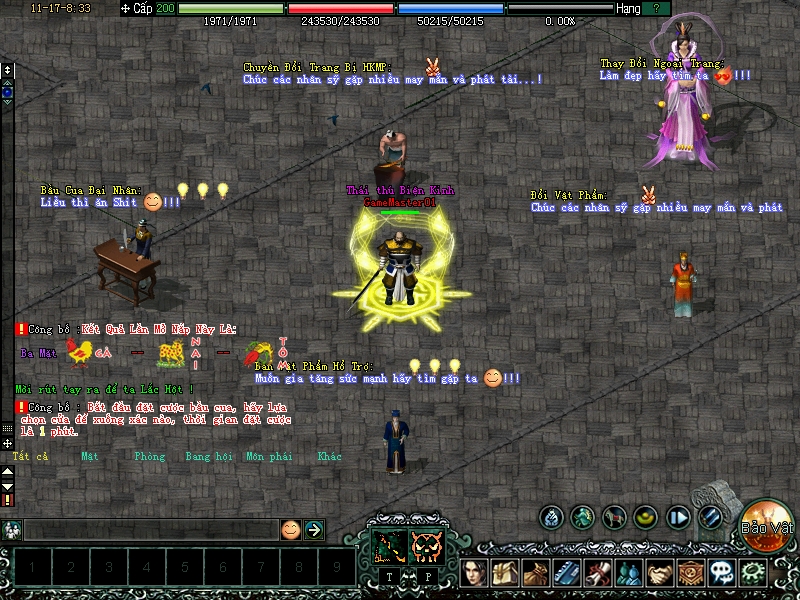 11-17-8:33
Cấp 200
Hạng ?
1971/1971
243530/243530
50215/50215
0.00%
Chuyên Đổi Trang Bị HKMP:
Chúc các nhân sỹ gặp nhiều may mắn và phát tài...!
Thay Đổi Ngoại Trang:
Làm đẹp hãy tìm ta !!!
Bầu Cua Đại Nhân:
Liều thì ăn Shit !!!
Thái thú Biện Kinh
GameMaster01
Đổi Vật Phẩm:
Chúc các nhân sỹ gặp nhiều may mắn và phát
! Công bố :Kết Quả Lần Mở Nắp Này Là:
Ba Mặt GÀ — NAI — TÔM
Bán Vật Phẩm Hổ Trợ:
Muốn gia tăng sức mạnh hãy tìm gặp ta !!!
Mời rút tay ra để ta Lắc Hột !
! Công bố : Bắt đầu đặt cược bầu cua, hãy lựa
chọn cửa để xuống xác nào, thời gian đặt cược
là 1 phút.
Tất cả
Mật
Phòng
Bang hội
Môn phái
Khác
Bảo Vật
1 2 3 4 5 6 7 8 9
T P